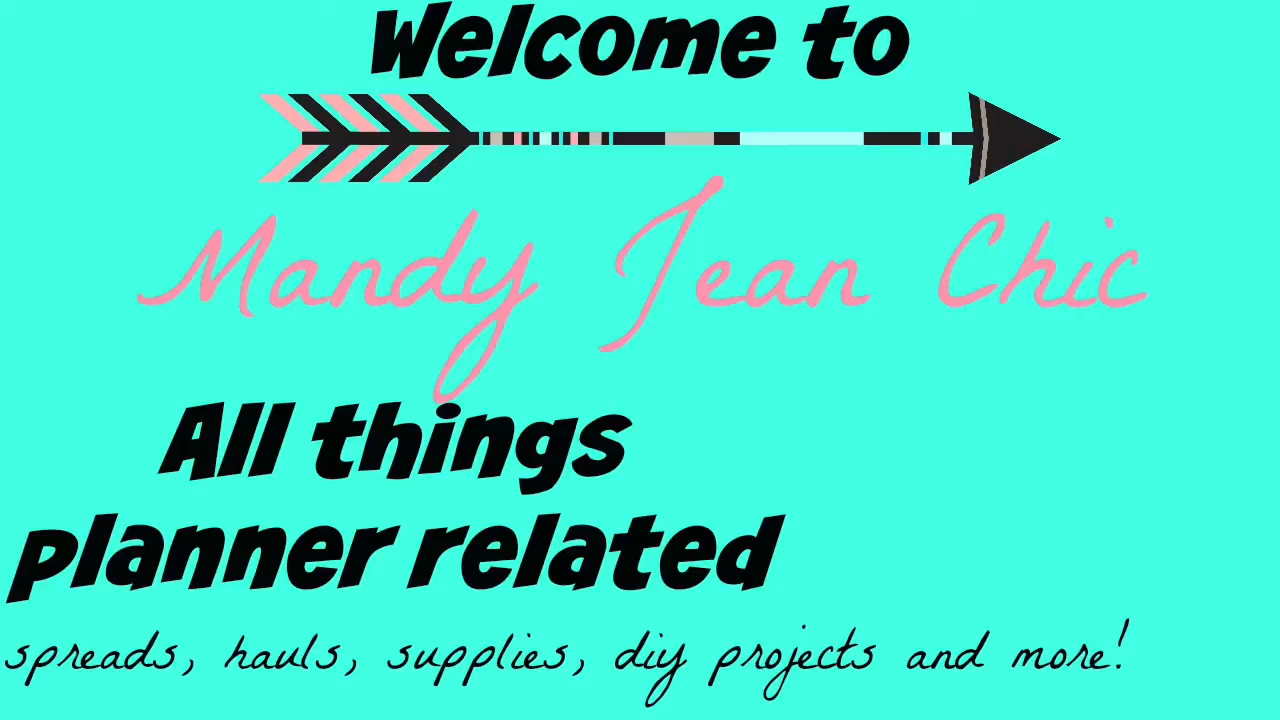 Welcome to
Mandy Jean Chic
All things
planner related
spreads, hauls, supplies, diy projects and more!